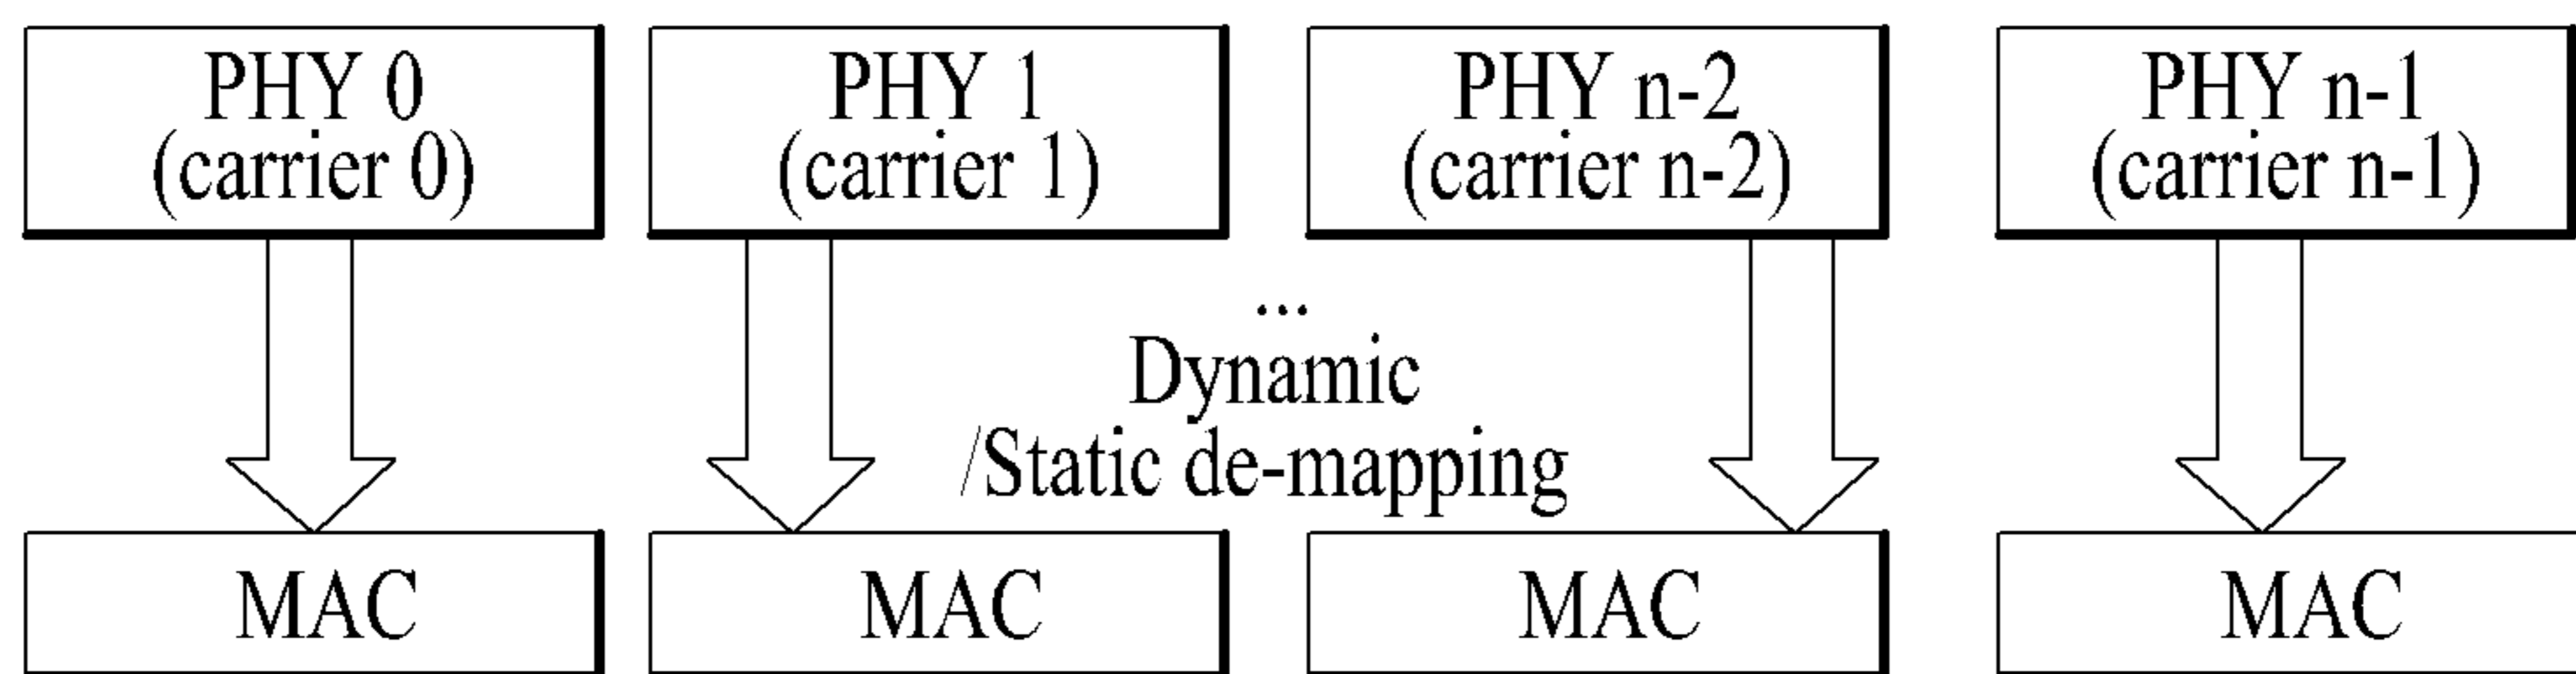 PHY 0
(carrier 0)
PHY 1
(carrier 1)
PHY n-2
(carrier n-2)
PHY n-1
(carrier n-1)
...
Dynamic
/Static de-mapping
MAC
MAC
MAC
MAC